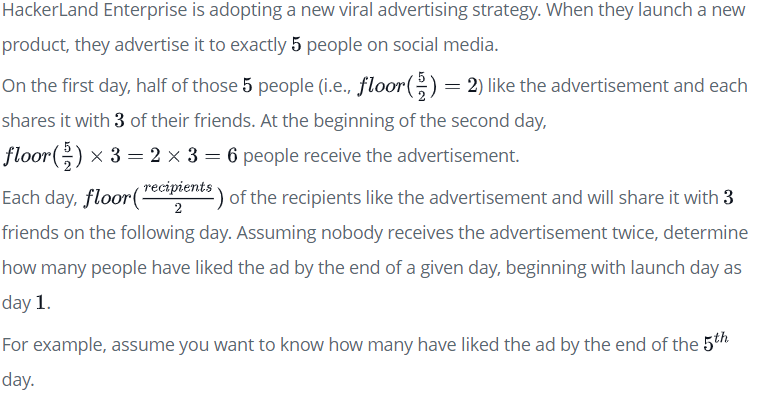 HackerLand Enterprise is adopting a new viral advertising strategy. When they launch a new
product, they advertise it to exactly 5 people on social media.
On the first day, half of those 5 people (i.e., floor(5/2) = 2) like the advertisement and each
shares it with 3 of their friends. At the beginning of the second day,
floor(5/2) × 3 = 2 × 3 = 6 people receive the advertisement.
Each day, floor(recipients/2) of the recipients like the advertisement and will share it with 3
friends on the following day. Assuming nobody receives the advertisement twice, determine
how many people have liked the ad by the end of a given day, beginning with launch day as
day 1.
For example, assume you want to know how many have liked the ad by the end of the 5th
day.